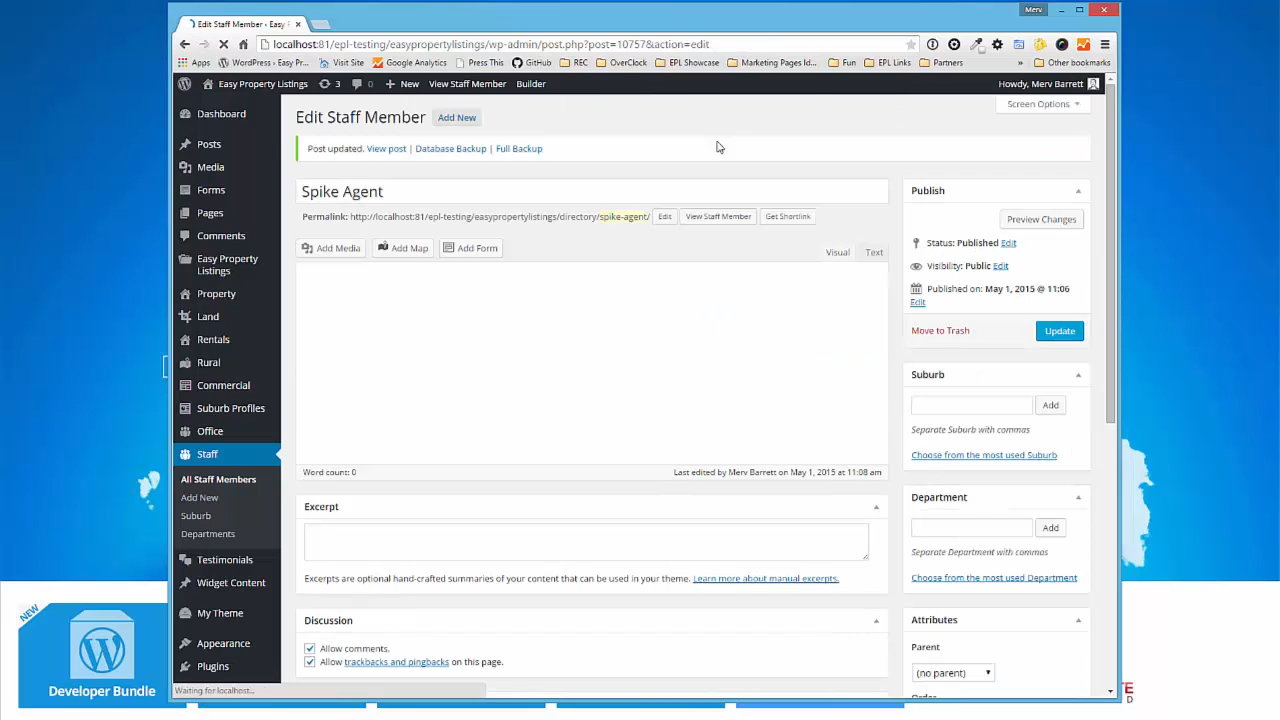 Merv
Edit Staff Member ‹ Easy
localhost:81/epl-testing/easypropertylistings/wp-admin/post.php?post=10757&action=edit
Apps WordPress › Easy Pr... Visit Site Google Analytics Press This GitHub REC OverClock EPL Showcase Marketing Pages Id... Fun EPL Links Partners » Other bookmarks
Easy Property Listings 3 0 + New View Staff Member Builder Howdy, Merv Barrett
Screen Options
Dashboard
Posts
Media
Forms
Pages
Comments
Easy Property
Listings
Property
Land
Rentals
Rural
Commercial
Suburb Profiles
Office
Staff
All Staff Members
Add New
Suburb
Departments
Testimonials
Widget Content
My Theme
Appearance
Plugins
Edit Staff Member Add New
Post updated. View post | Database Backup | Full Backup
Spike Agent
Permalink: http://localhost:81/epl-testing/easypropertylistings/directory/spike-agent/ Edit View Staff Member Get Shortlink
Add Media Add Map Add Form Visual Text
Word count: 0 Last edited by Merv Barrett on May 1, 2015 at 11:08 am
Excerpt
Excerpts are optional hand-crafted summaries of your content that can be used in your theme. Learn more about manual excerpts.
Discussion
Allow comments.
Allow trackbacks and pingbacks on this page.
Publish
Preview Changes
Status: Published Edit
Visibility: Public Edit
Published on: May 1, 2015 @ 11:06
Edit
Move to Trash Update
Suburb
Add
Separate Suburb with commas
Choose from the most used Suburb
Department
Add
Separate Department with commas
Choose from the most used Department
Attributes
Parent
(no parent)
Waiting for localhost...
NEW
Developer Bundle